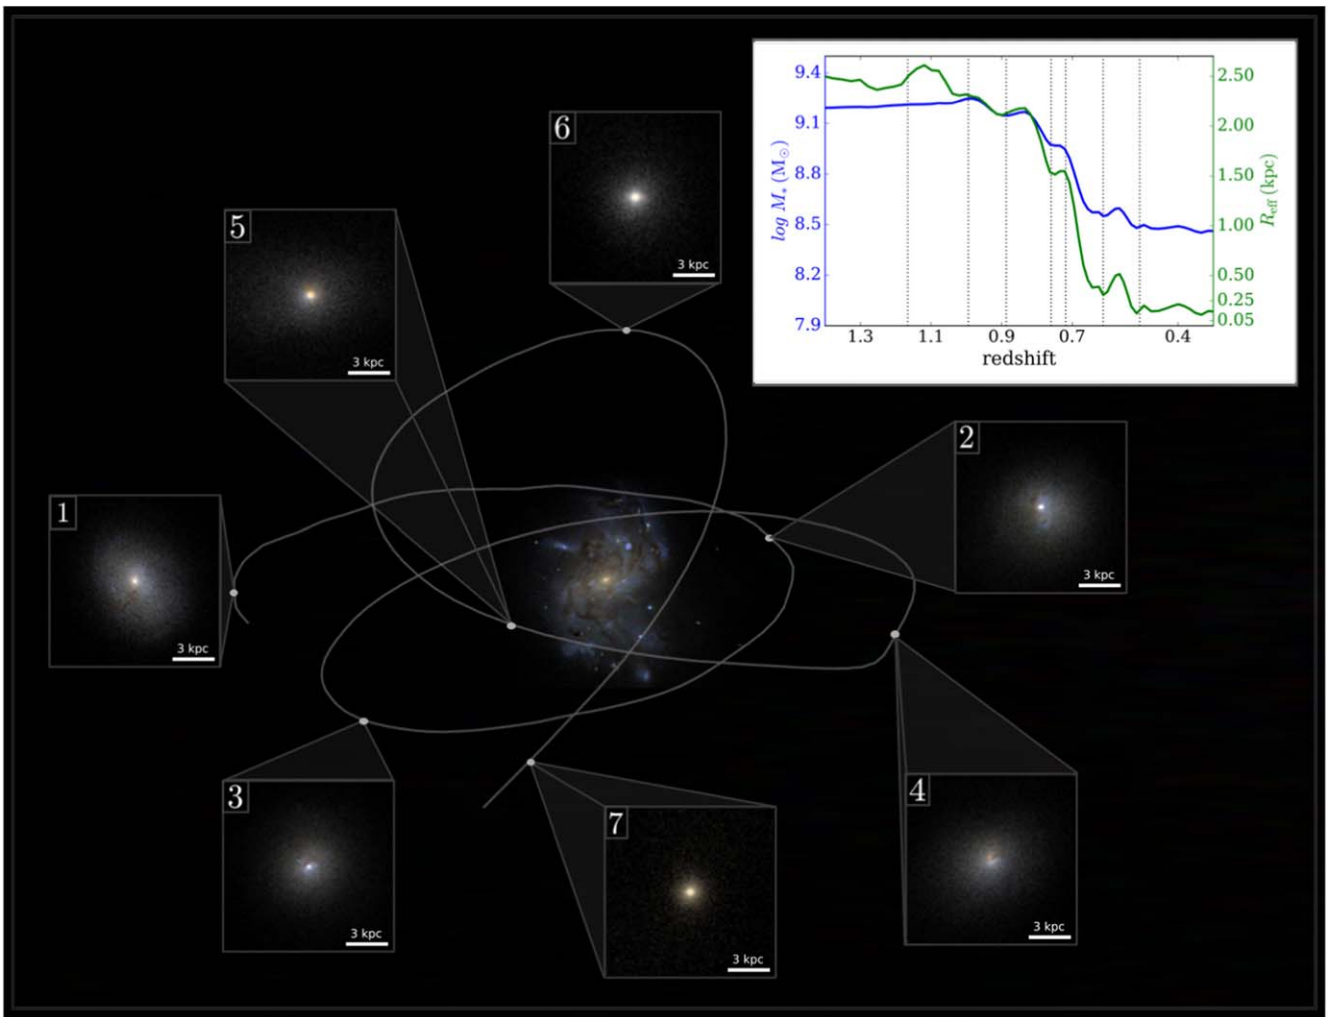 6
3 kpc
5
3 kpc
1
3 kpc
2
3 kpc
3
3 kpc
7
3 kpc
4
3 kpc
log M* (M☉)
9.4
9.1
8.8
8.5
8.2
7.9
1.3 1.1 0.9 0.7 0.4
redshift
2.50
2.00
1.50
1.00
0.50
0.25
0.05
Reff (kpc)